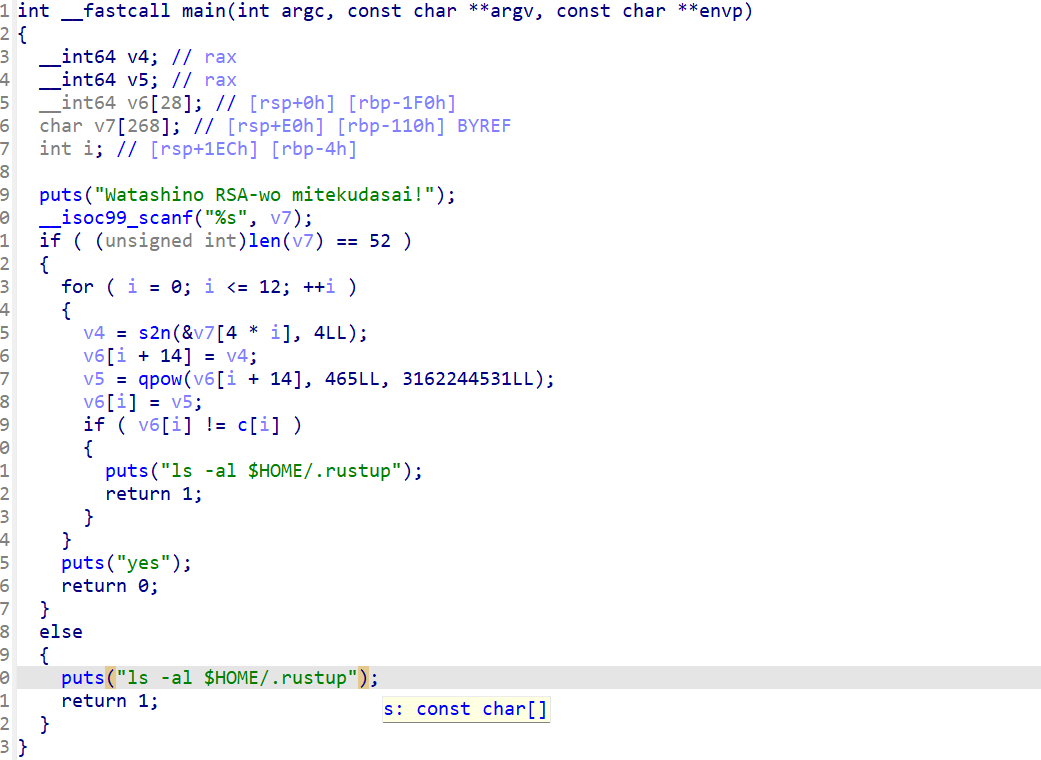 1 int __fastcall main(int argc, const char **argv, const char **envp)
2 {
3   __int64 v4; // rax
4   __int64 v5; // rax
5   __int64 v6[28]; // [rsp+0h] [rbp-1F0h]
6   char v7[268]; // [rsp+E0h] [rbp-110h] BYREF
7   int i; // [rsp+1ECh] [rbp-4h]
8
9   puts("Watashino RSA-wo mitekudasai!");
0   __isoc99_scanf("%s", v7);
1   if ( (unsigned int)len(v7) == 52 )
2   {
3     for ( i = 0; i <= 12; ++i )
4     {
5       v4 = s2n(&v7[4 * i], 4LL);
6       v6[i + 14] = v4;
7       v5 = qpow(v6[i + 14], 465LL, 3162244531LL);
8       v6[i] = v5;
9       if ( v6[i] != c[i] )
0       {
1         puts("ls -al $HOME/.rustup");
2         return 1;
3       }
4     }
5     puts("yes");
6     return 0;
7   }
8   else
9   {
0     puts("ls -al $HOME/.rustup");
1     return 1;
s: const char[]
2   }
3 }